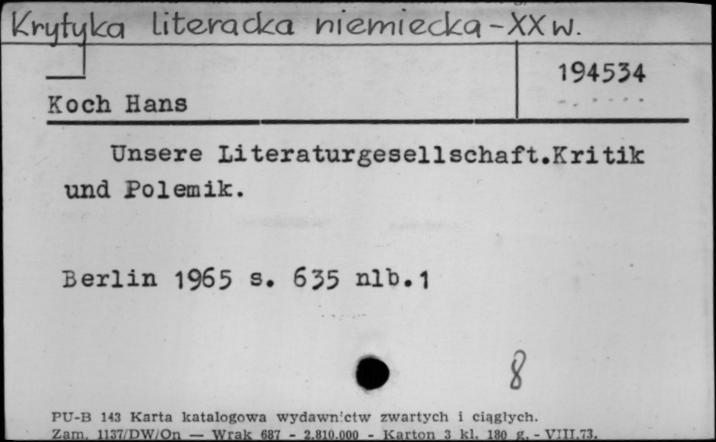 Krytyka literacka niemiecka - XX w.
194534
Koch Hans
Unsere Literaturgesellschaft.Kritik
und Polemik.
Berlin 1965 s. 635 nlb.1
8
PU-B 143 Karta katalogowa wydawnictw zwartych i ciągłych.
Zam. 1137/DW/On — Wrak 687 - 2.810.000 - Karton 3 kl. 180 g. - VIII.73.